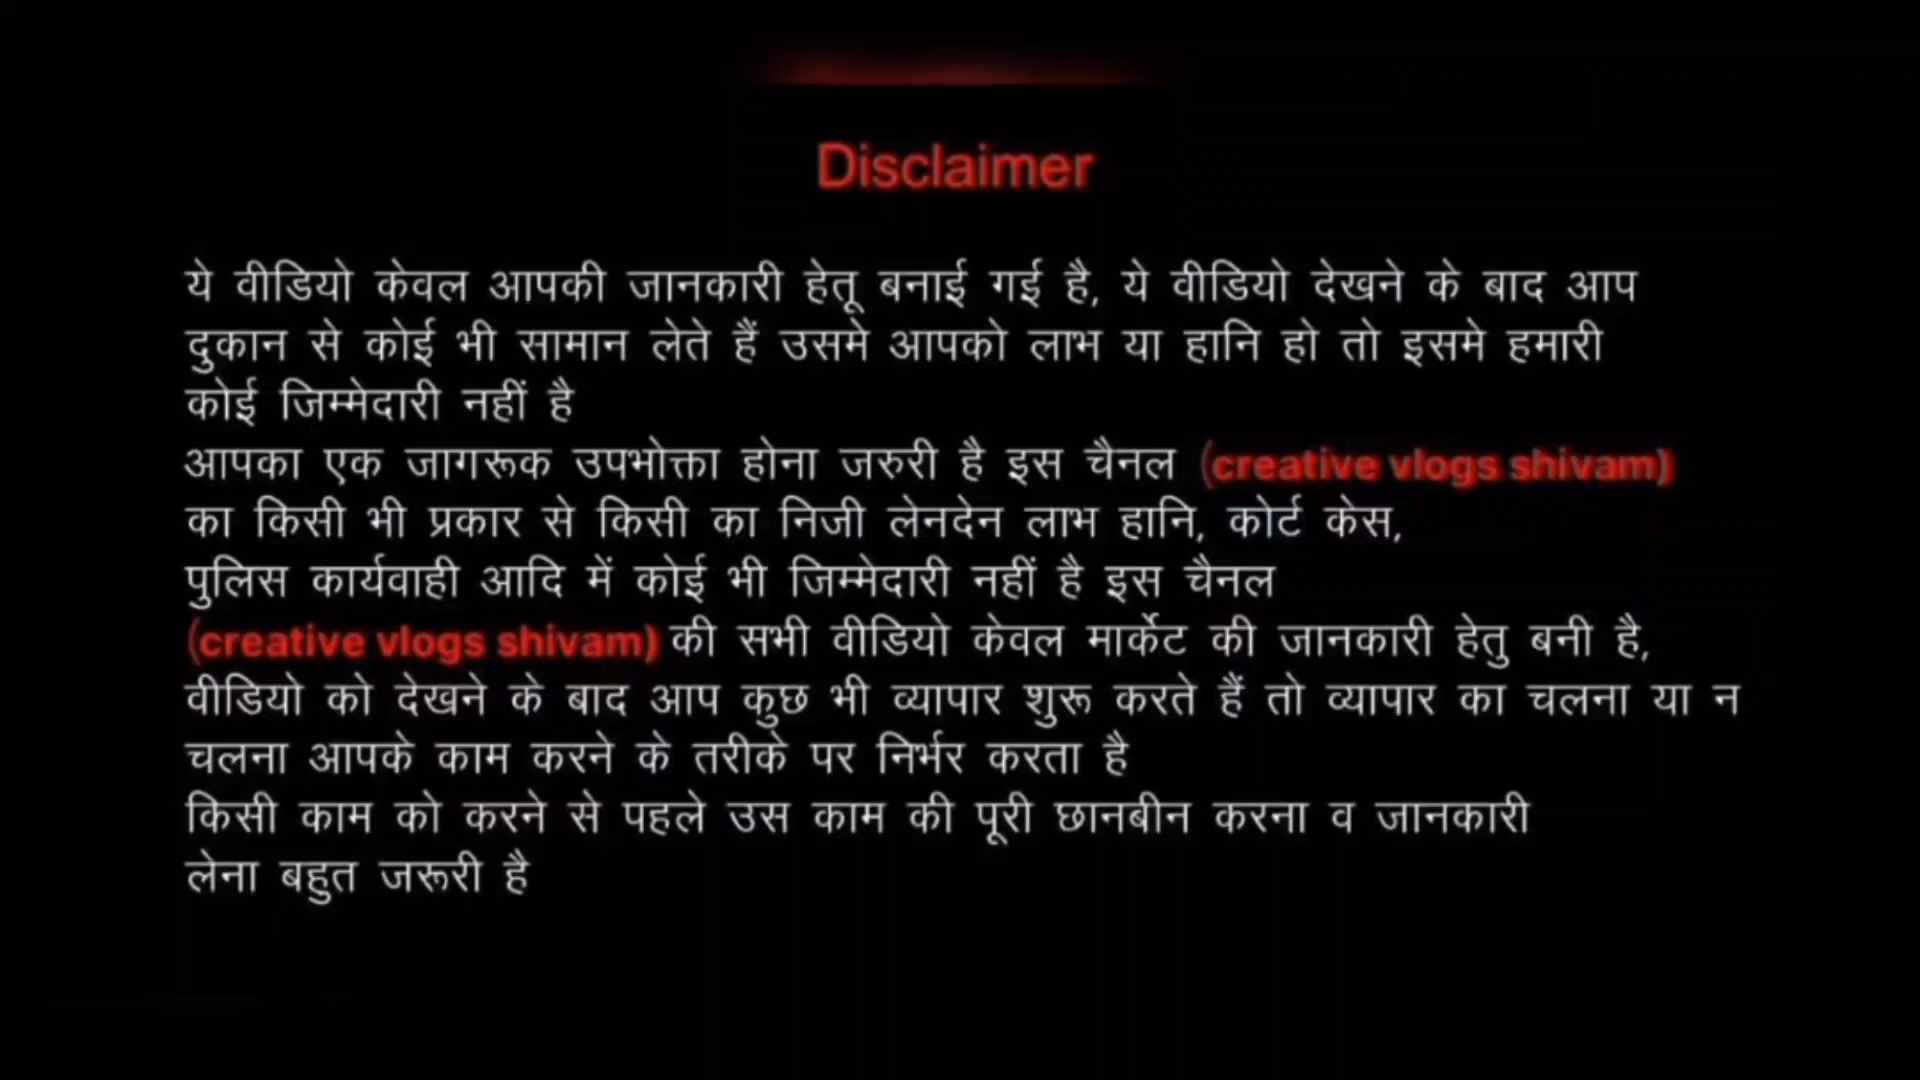 Disclaimer
ये वीडियो केवल आपकी जानकारी हेतू बनाई गई है, ये वीडियो देखने के बाद आप
दुकान से कोई भी सामान लेते हैं उसमे आपको लाभ या हानि हो तो इसमे हमारी
कोई जिम्मेदारी नहीं है
आपका एक जागरूक उपभोक्ता होना जरुरी है इस चैनल (creative vlogs shivam)
का किसी भी प्रकार से किसी का निजी लेनदेन लाभ हानि, कोर्ट केस,
पुलिस कार्यवाही आदि में कोई भी जिम्मेदारी नहीं है इस चैनल
(creative vlogs shivam) की सभी वीडियो केवल मार्केट की जानकारी हेतु बनी है,
वीडियो को देखने के बाद आप कुछ भी व्यापार शुरू करते हैं तो व्यापार का चलना या न
चलना आपके काम करने के तरीके पर निर्भर करता है
किसी काम को करने से पहले उस काम की पूरी छानबीन करना व जानकारी
लेना बहुत जरूरी है